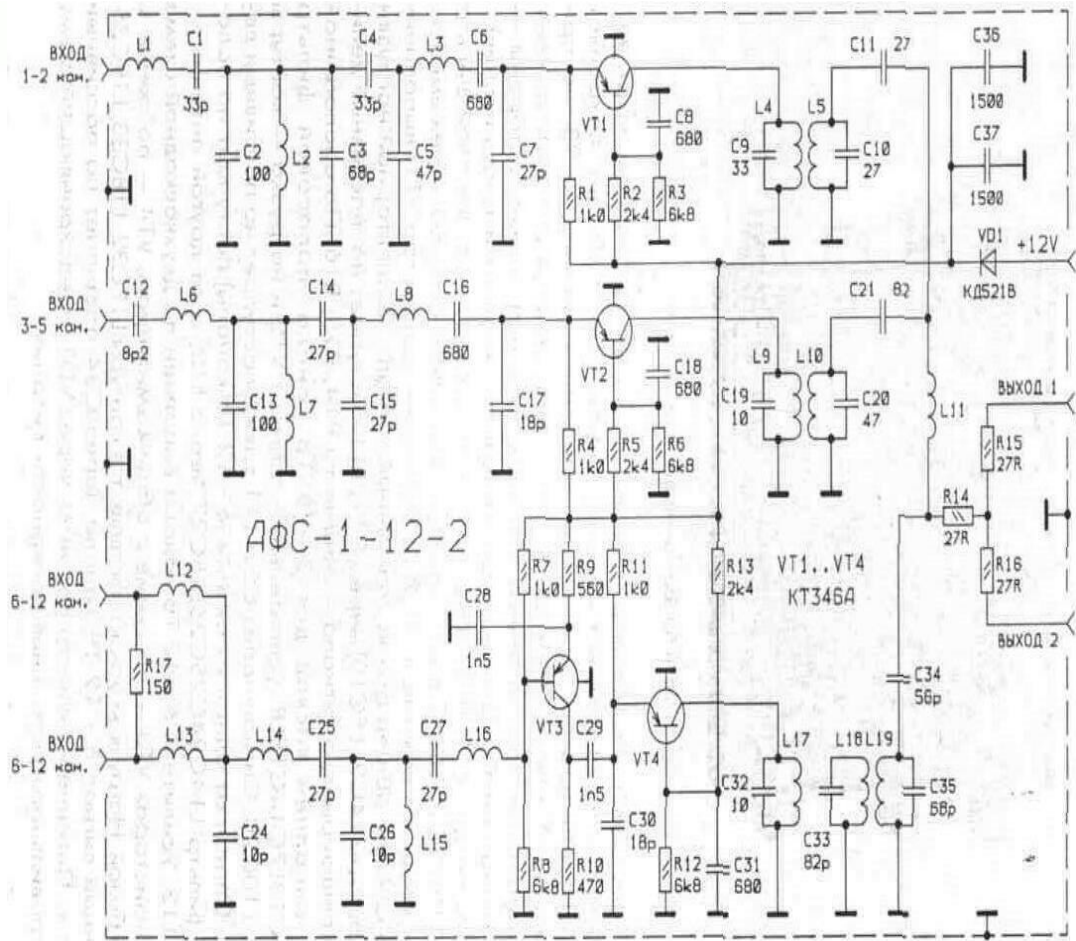 ВХОД
1-2 кан.
L1
C1
33p
C4
33p
L3
C6
680
C2
100
L2
C3
68p
C5
47p
C7
27p
VT1
C8
680
R1
1k0
R2
2k4
R3
6k8
C9
33
L4
L5
C10
27
C11
27
C36
1500
C37
1500
VD1
+12V
КД521В
ВХОД
3-5 кан.
C12
8p2
L6
C14
27p
L8
C16
680
C13
100
L7
C15
27p
C17
18p
VT2
C18
680
R4
1k0
R5
2k4
R6
6k8
C19
10
L9
L10
C20
47
C21
82
L11
ВЫХОД 1
R15
27R
R14
27R
R16
27R
ВЫХОД 2
АФС-1-12-2
VT1..VT4
КТ346А
ВХОД
6-12 кан.
L12
R17
150
ВХОД
6-12 кан.
L13
L14
C25
27p
C27
27p
L16
C24
10p
C26
10p
L15
R7
1k0
R9
560
R11
1k0
R13
2k4
C28
1n5
VT3
C29
1n5
VT4
R8
6k8
R10
470
C30
18p
R12
6k8
C31
680
C32
10
L17
L18
L19
C33
82p
C34
56p
C35
68p